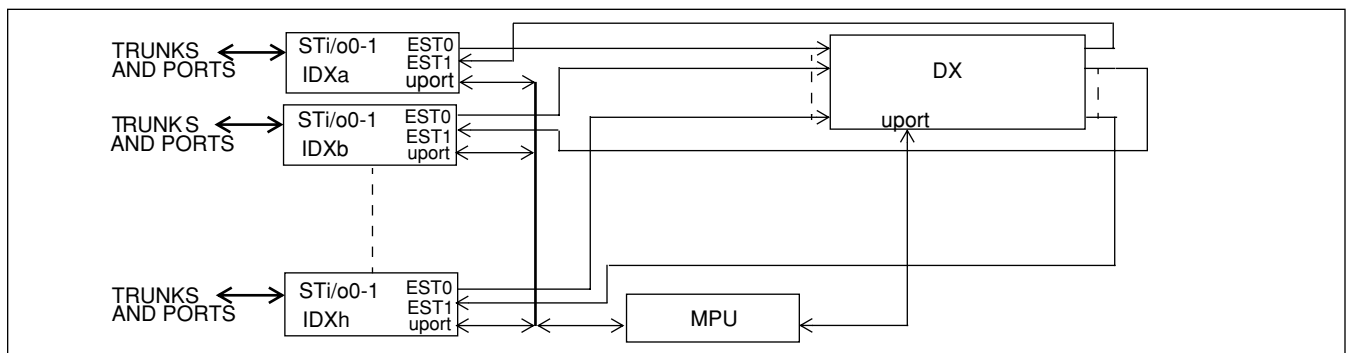 TRUNKS
AND PORTS
STi/o0-1
IDXa
EST0
EST1
uport
DX
uport
TRUNKS
AND PORTS
STi/o0-1
IDXb
EST0
EST1
uport
TRUNKS
AND PORTS
STi/o0-1
IDXh
EST0
EST1
uport
MPU